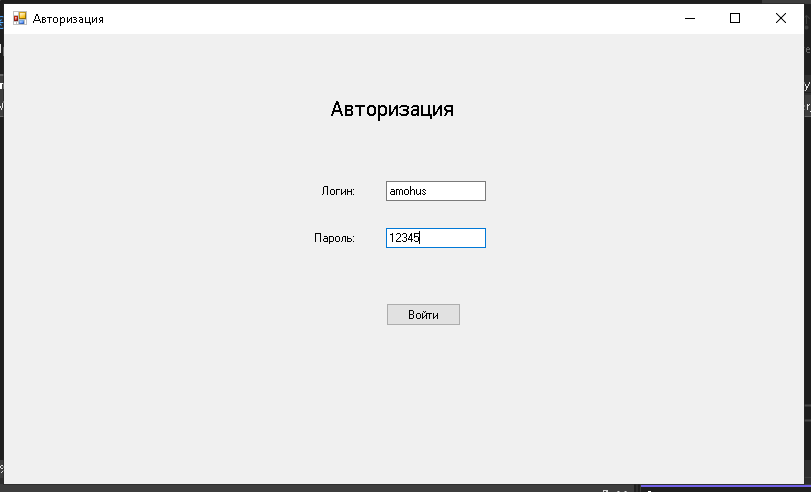 Авторизация
Авторизация
Логин:
amohus
Пароль:
12345
Войти